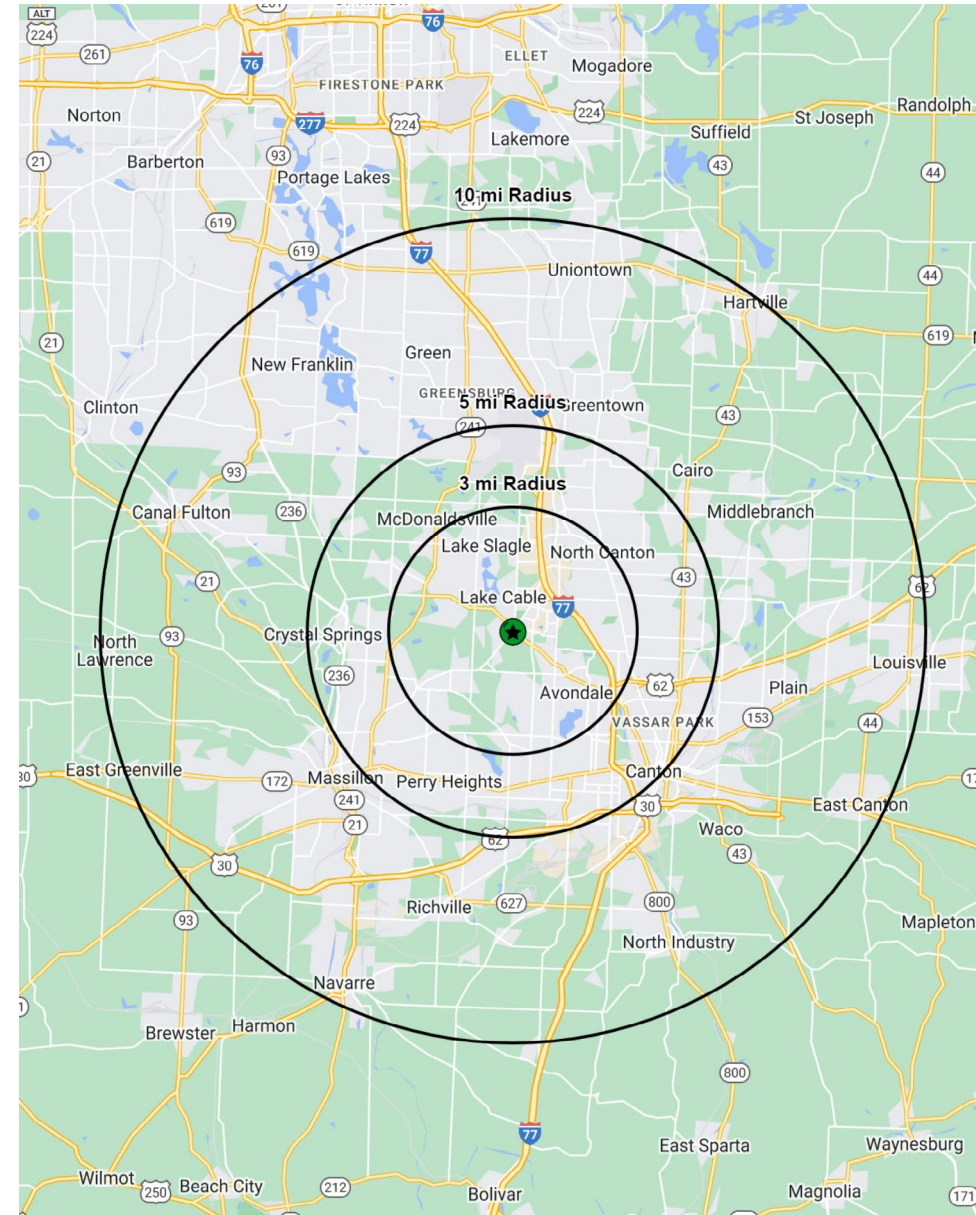 ALT
224
76
261
76
ELLET
Mogadore
FIRESTONE PARK
Norton
277
224
224
Randolph
St Joseph
Suffield
Lakemore
21
Barberton
93
Portage Lakes
43
44
10 mi Radius
241
619
619
77
Uniontown
44
Hartville
21
619
Green
New Franklin
GREENSBURG
5 mi Radius
Greentown
Clinton
241
43
93
Cairo
3 mi Radius
Canal Fulton
236
McDonaldsville
Middlebranch
Lake Slagle
North Canton
21
43
62
Lake Cable
77
93
Crystal Springs
North
Lawrence
236
Louisville
Avondale
62
Plain
VASSAR PARK
153
44
30
East Greenville
172
Massillon
Perry Heights
Canton
241
30
East Canton
21
Waco
62
43
30
Richville
627
800
93
Mapleton
North Industry
Navarre
Brewster
Harmon
800
77
East Sparta
Waynesburg
Wilmot
250
Beach City
212
Bolivar
Magnolia
171